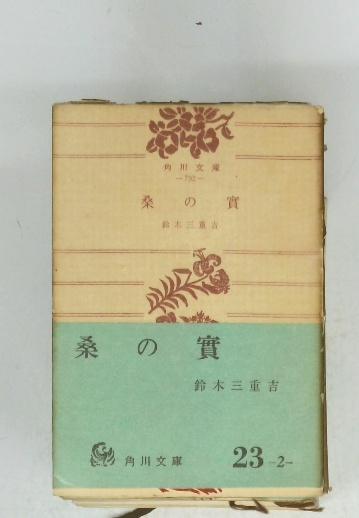 角川文庫
—792—
桑の實
鈴木三重吉
桑の實
鈴木三重吉
角川文庫
23 -2-